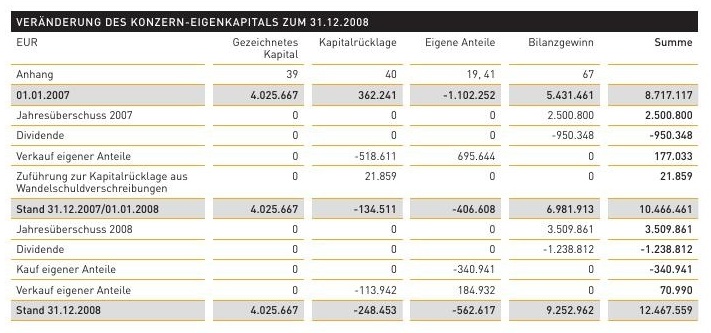 VERÄNDERUNG DES KONZERN-EIGENKAPITALS ZUM 31.12.2008
EUR Gezeichnetes Kapitalrücklage Eigene Anteile Bilanzgewinn Summe
Kapital
Anhang 39 40 19, 41 67
01.01.2007 4.025.667 362.241 -1.102.252 5.431.461 8.717.117
Jahresüberschuss 2007 0 0 0 2.500.800 2.500.800
Dividende 0 0 0 -950.348 -950.348
Verkauf eigener Anteile 0 -518.611 695.644 0 177.033
Zuführung zur Kapitalrücklage aus 0 21.859 0 0 21.859
Wandelschuldverschreibungen
Stand 31.12.2007/01.01.2008 4.025.667 -134.511 -406.608 6.981.913 10.466.461
Jahresüberschuss 2008 0 0 0 3.509.861 3.509.861
Dividende 0 0 0 -1.238.812 -1.238.812
Kauf eigener Anteile 0 0 -340.941 0 -340.941
Verkauf eigener Anteile 0 -113.942 184.932 0 70.990
Stand 31.12.2008 4.025.667 -248.453 -562.617 9.252.962 12.467.559